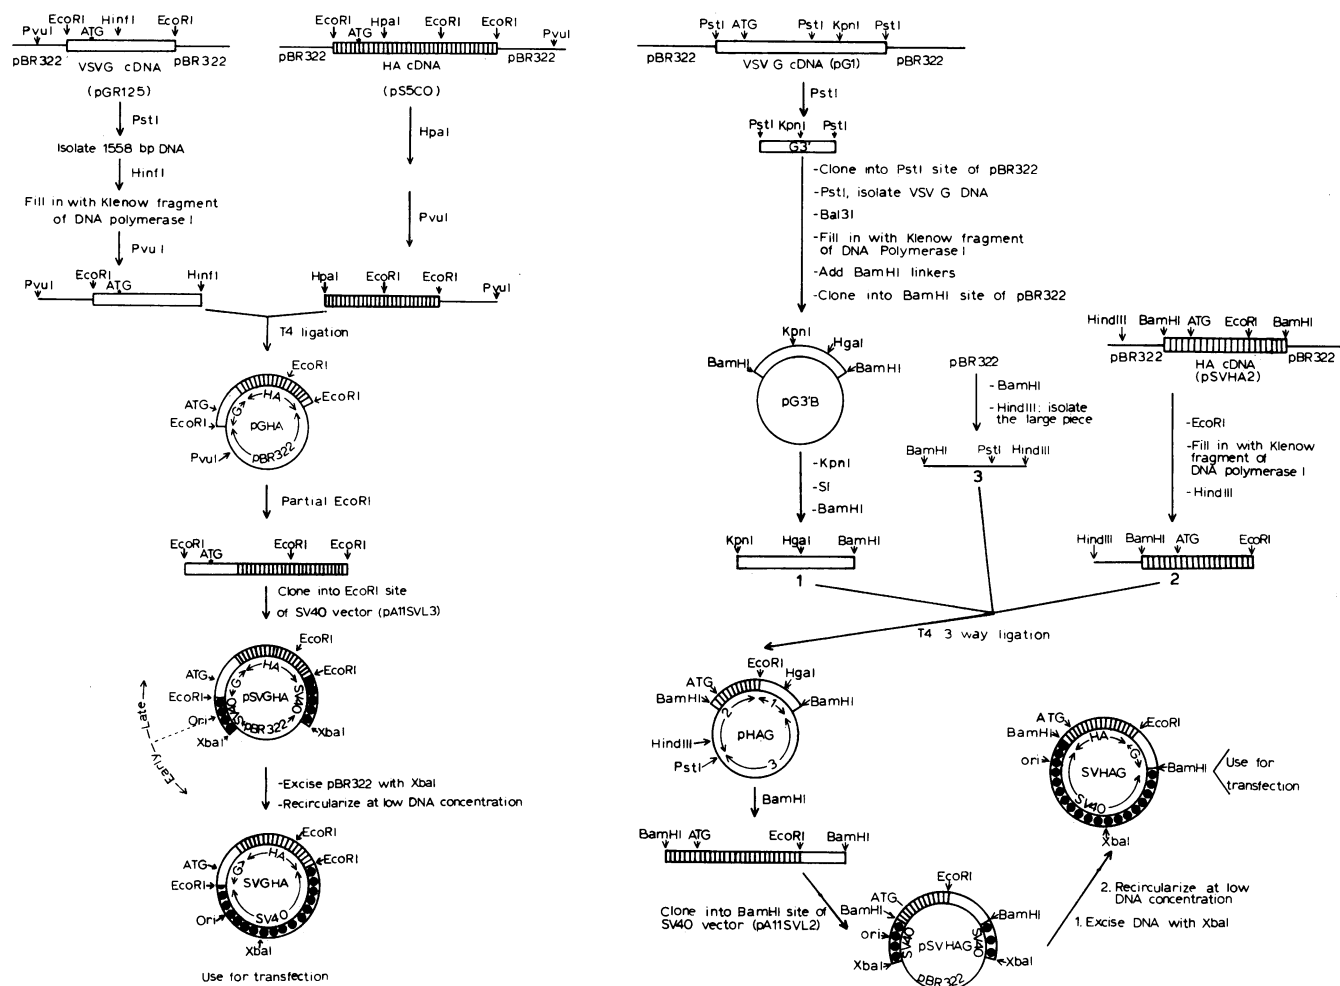 EcoRI HinfI EcoRI
PvuI ATG
pBR322 pBR322
VSVG cDNA
(pGR125)
PstI
Isolate 1558 bp DNA
HinfI
Fill in with Klenow fragment
of DNA polymerase I
Pvu I
EcoRI HpaI EcoRI EcoRI
ATG PvuI
pBR322 pBR322
HA cDNA
(pS5CO)
HpaI
PvuI
EcoRI HinfI
PvuI ATG
HpaI EcoRI EcoRI
PvuI
T4 ligation
EcoRI
EcoRI
ATG
EcoRI
PvuI
G HA
pGHA
pBR322
Partial EcoRI
EcoRI EcoRI EcoRI
ATG
Clone into EcoRI site
of SV40 vector (pA11SVL3)
EcoRI
EcoRI
ATG
EcoRI
Ori
XbaI
XbaI
G HA
pSVGHA
SV40 SV40
pBR322
Early Late
-Excise pBR322 with XbaI
-Recircularize at low DNA concentration
EcoRI
EcoRI
ATG
EcoRI
Ori
XbaI
G HA
SVGHA
SV40
Use for transfection
PstI ATG PstI KpnI PstI
pBR322 pBR322
VSV G cDNA (pG1)
PstI
PstI KpnI PstI
G3'
-Clone into PstI site of pBR322
-PstI, isolate VSV G DNA
-Bal31
-Fill in with Klenow fragment
of DNA Polymerase I
-Add BamHI linkers
-Clone into BamHI site of pBR322
KpnI
HgaI
BamHI BamHI
pG3'B
-KpnI
-SI
-BamHI
KpnI HgaI BamHI
1
pBR322
-BamHI
-HindIII: isolate
the large piece
BamHI PstI HindIII
3
HindIII BamHI ATG EcoRI BamHI
pBR322 pBR322
HA cDNA
(pSVHA2)
-EcoRI
-Fill in with Klenow
fragment of
DNA polymerase I
-HindIII
HindIII BamHI ATG EcoRI
2
T4 3 way ligation
EcoRI
HgaI
ATG
BamHI BamHI
2 1
pHAG
3
HindIII
PstI
BamHI
BamHI ATG EcoRI BamHI
Clone into BamHI site of
SV40 vector (pA11SVL2)
EcoRI
ATG
BamHI BamHI
ori
XbaI XbaI
SV40 SV40
pSVHAG
pBR322
1. Excise DNA with XbaI
2. Recircularize at low
DNA concentration
ATG EcoRI
BamHI
ori BamHI
HA G
SVHAG
SV40
XbaI
Use for
transfection